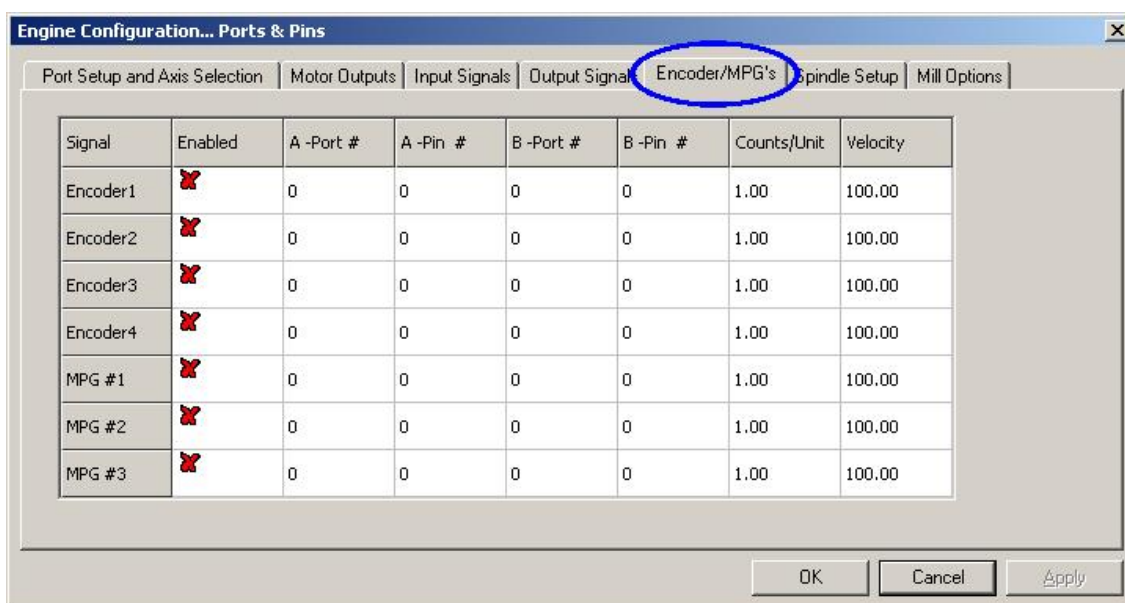 Engine Configuration... Ports & Pins
Port Setup and Axis Selection Motor Outputs Input Signals Output Signal Encoder/MPG's Spindle Setup Mill Options
Signal Enabled A -Port # A -Pin # B -Port # B -Pin # Counts/Unit Velocity
Encoder1 0 0 0 0 1.00 100.00
Encoder2 0 0 0 0 1.00 100.00
Encoder3 0 0 0 0 1.00 100.00
Encoder4 0 0 0 0 1.00 100.00
MPG #1 0 0 0 0 1.00 100.00
MPG #2 0 0 0 0 1.00 100.00
MPG #3 0 0 0 0 1.00 100.00
OK Cancel Apply